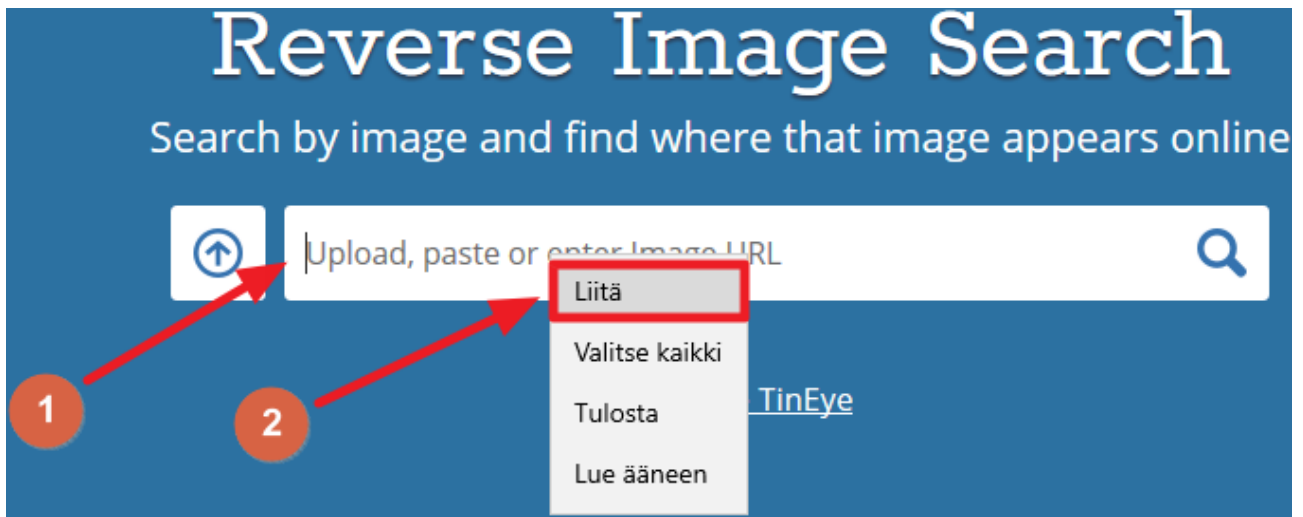 Reverse Image Search
Search by image and find where that image appears online
Upload, paste or enter Image URL
Liitä
Valitse kaikki
1
2
TinEye
Tulosta
Lue ääneen